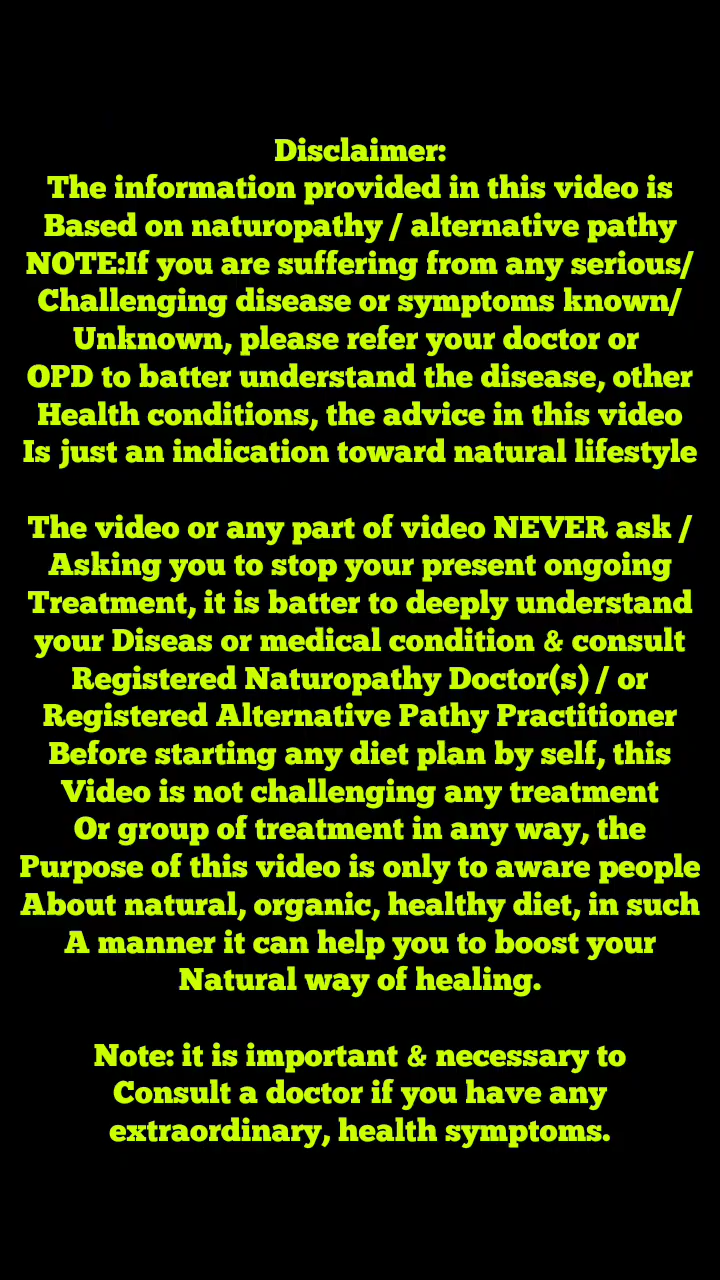 Disclaimer:
The information provided in this video is
Based on naturopathy / alternative pathy
NOTE:If you are suffering from any serious/
Challenging disease or symptoms known/
Unknown, please refer your doctor or
OPD to batter understand the disease, other
Health conditions, the advice in this video
Is just an indication toward natural lifestyle
The video or any part of video NEVER ask /
Asking you to stop your present ongoing
Treatment, it is batter to deeply understand
your Diseas or medical condition & consult
Registered Naturopathy Doctor(s) / or
Registered Alternative Pathy Practitioner
Before starting any diet plan by self, this
Video is not challenging any treatment
Or group of treatment in any way, the
Purpose of this video is only to aware people
About natural, organic, healthy diet, in such
A manner it can help you to boost your
Natural way of healing.
Note: it is important & necessary to
Consult a doctor if you have any
extraordinary, health symptoms.